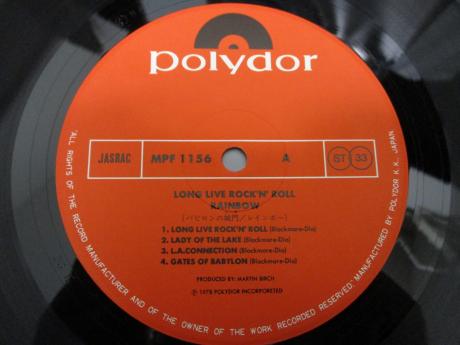 polydor
JASRAC MPF 1156 A ST 33
LONG LIVE ROCK'N' ROLL
RAINBOW
(バビロンの城門/レインボー)
1. LONG LIVE ROCK'N' ROLL (Blackmore-Dio)
2. LADY OF THE LAKE (Blackmore-Dio)
3. L.A.CONNECTION (Blackmore-Dio)
4. GATES OF BABYLON (Blackmore-Dio)
PRODUCED BY: MARTIN BIRCH
℗ 1978 POLYDOR INCORPORETED
"ALL RIGHTS OF THE RECORD MANUFACTURER AND OF THE OWNER OF THE WORK RECORDED RESERVED" MANUFACTURED BY POLYDOR K.K., JAPAN